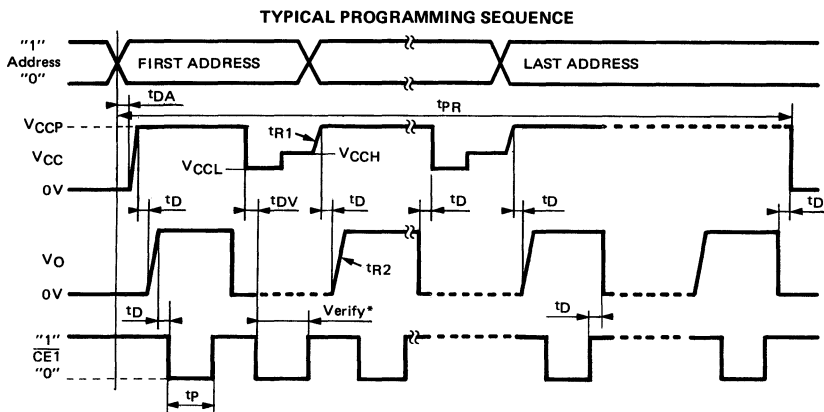 TYPICAL PROGRAMMING SEQUENCE
"1"
Address
"0"
FIRST ADDRESS
LAST ADDRESS
tDA
tPR
VCCP
tR1
VCC
VCCL
VCCH
0V
tD
tDV
tD
tD
tD
tD
VO
tR2
0V
tD
Verify*
tD
"1"
CE1
"0"
tP